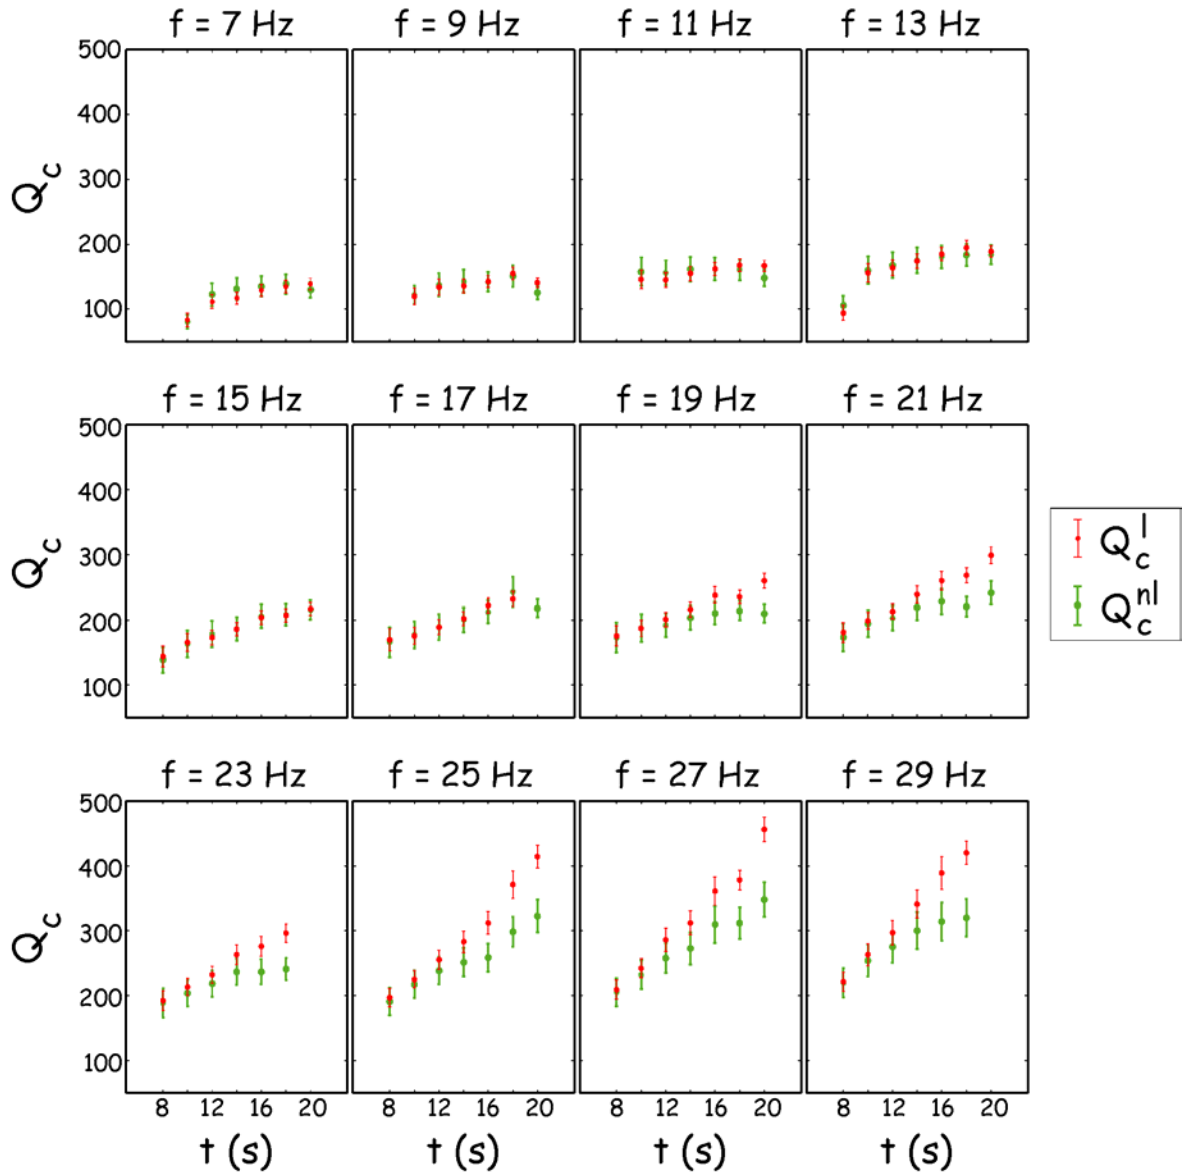 f = 7 Hz f = 9 Hz f = 11 Hz f = 13 Hz
500
400
300
200
100
Qc
f = 15 Hz f = 17 Hz f = 19 Hz f = 21 Hz
500
400
300
200
100
Qc
Q_c^l
Q_c^nl
f = 23 Hz f = 25 Hz f = 27 Hz f = 29 Hz
500
400
300
200
100
Qc
8 12 16 20 8 12 16 20 8 12 16 20 8 12 16 20
t (s) t (s) t (s) t (s)